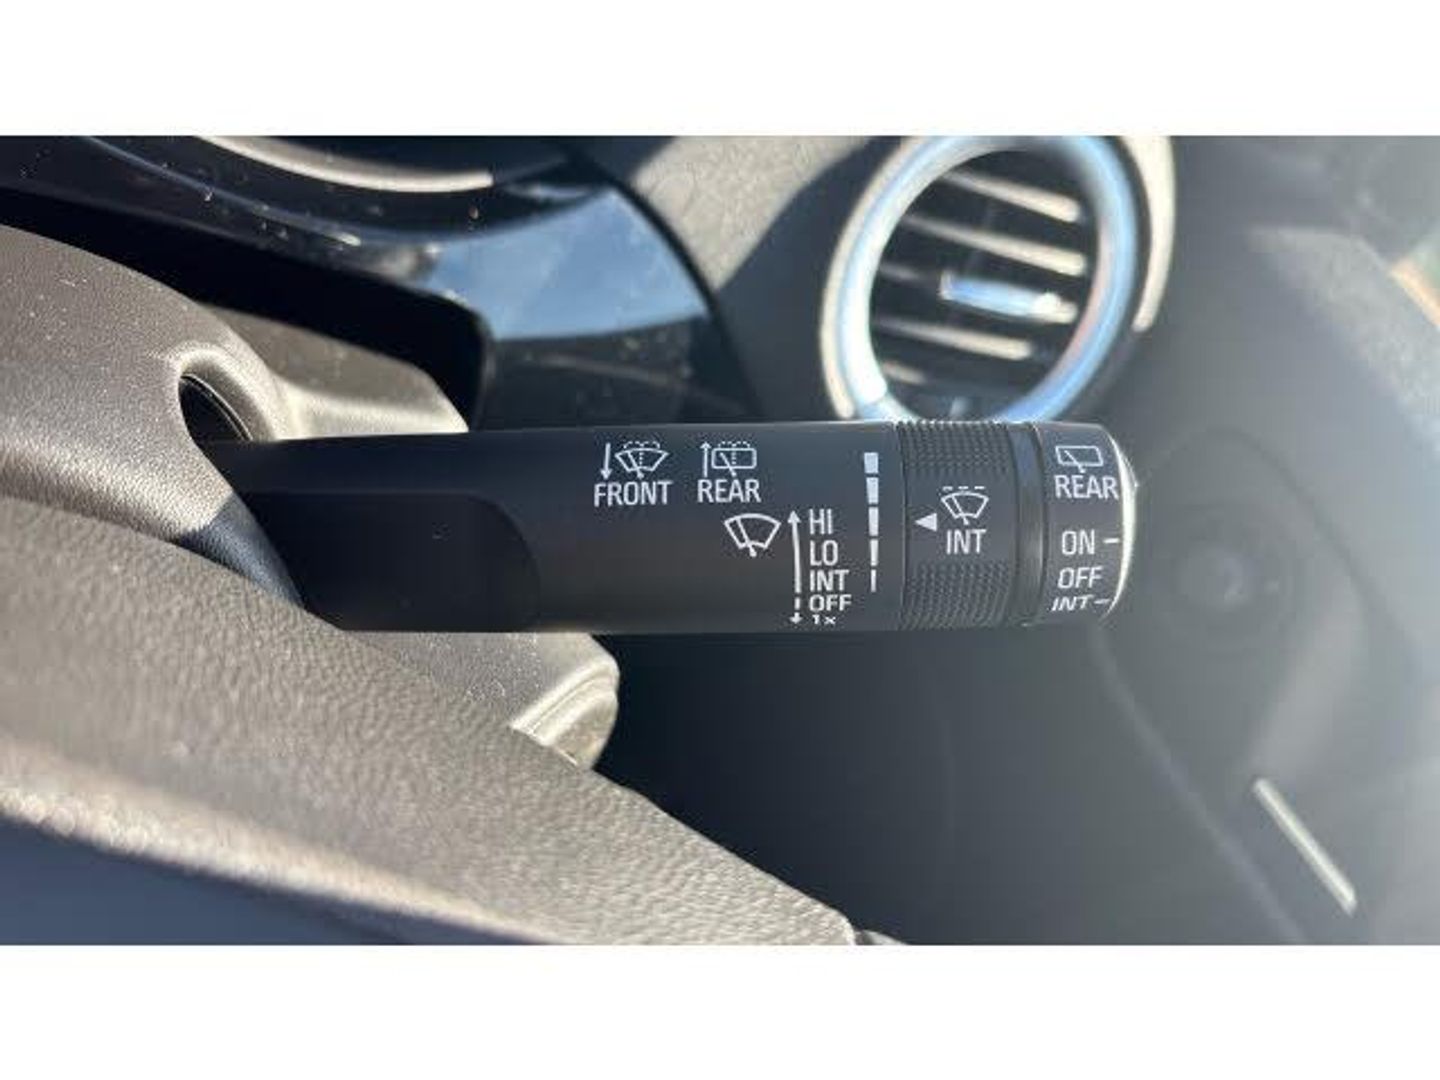 FRONT REAR
HI
LO
INT
OFF
1x
INT
REAR
ON
OFF
INT